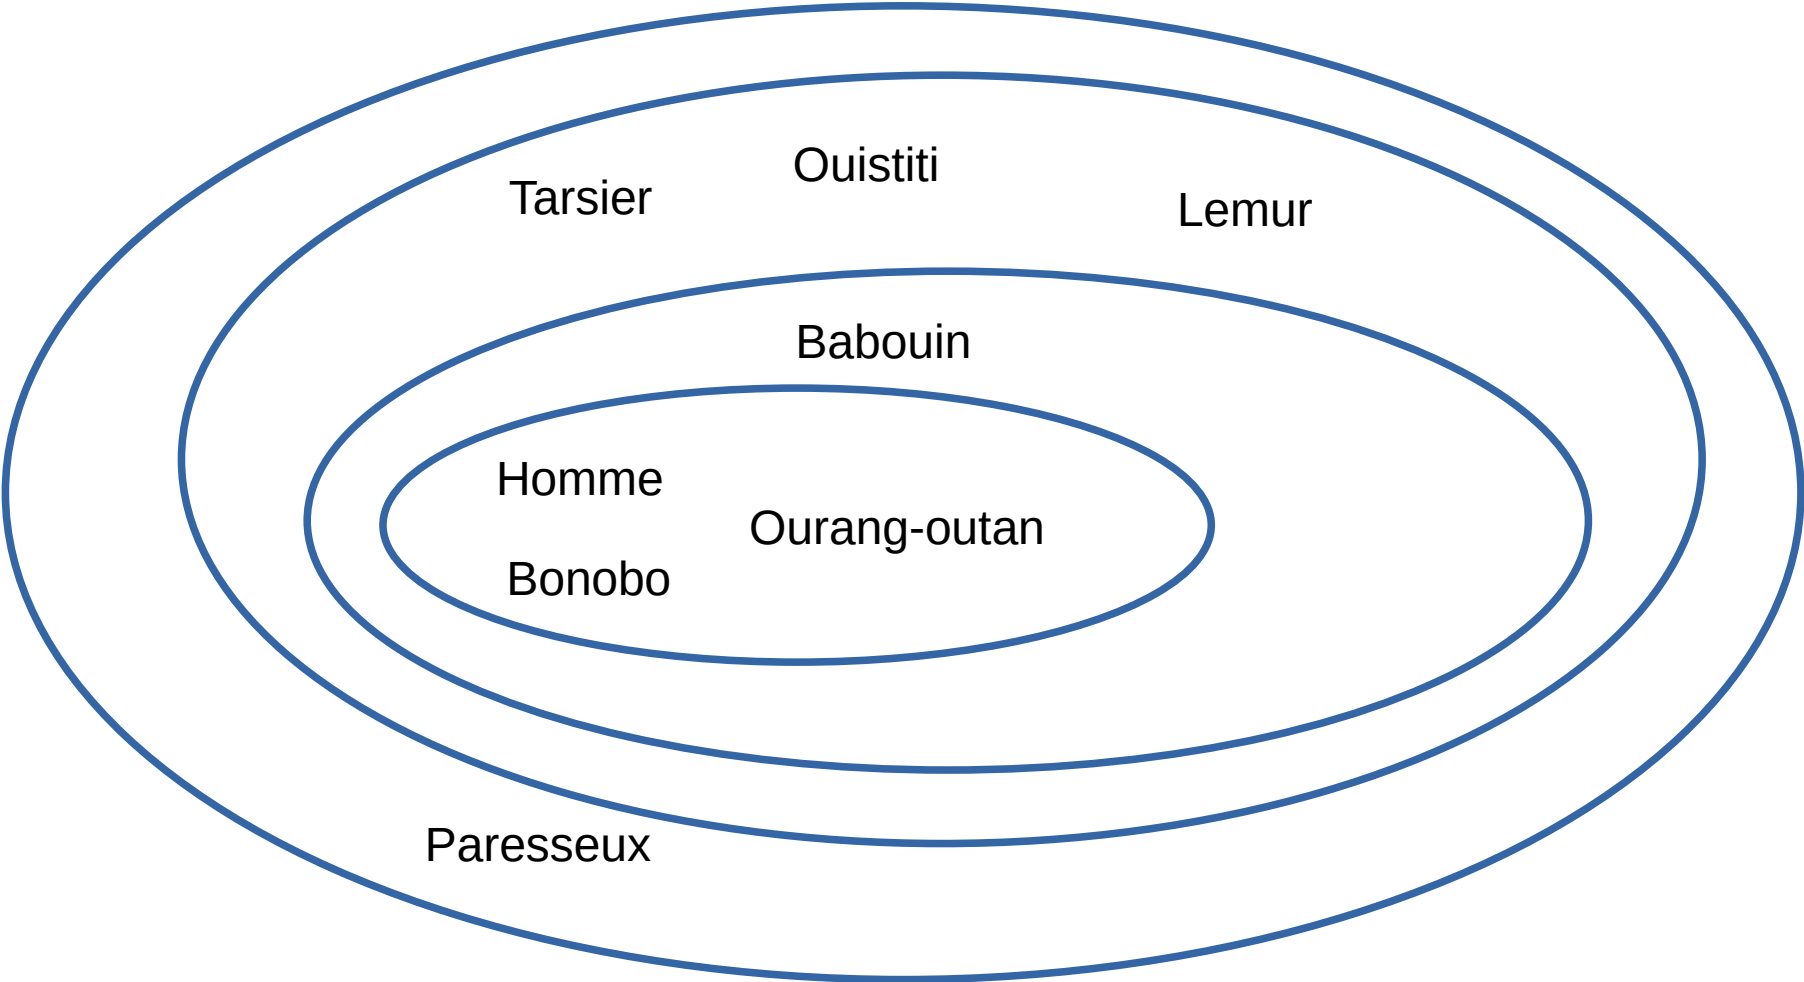 Ouistiti
Tarsier
Lemur
Babouin
Homme
Ourang-outan
Bonobo
Paresseux